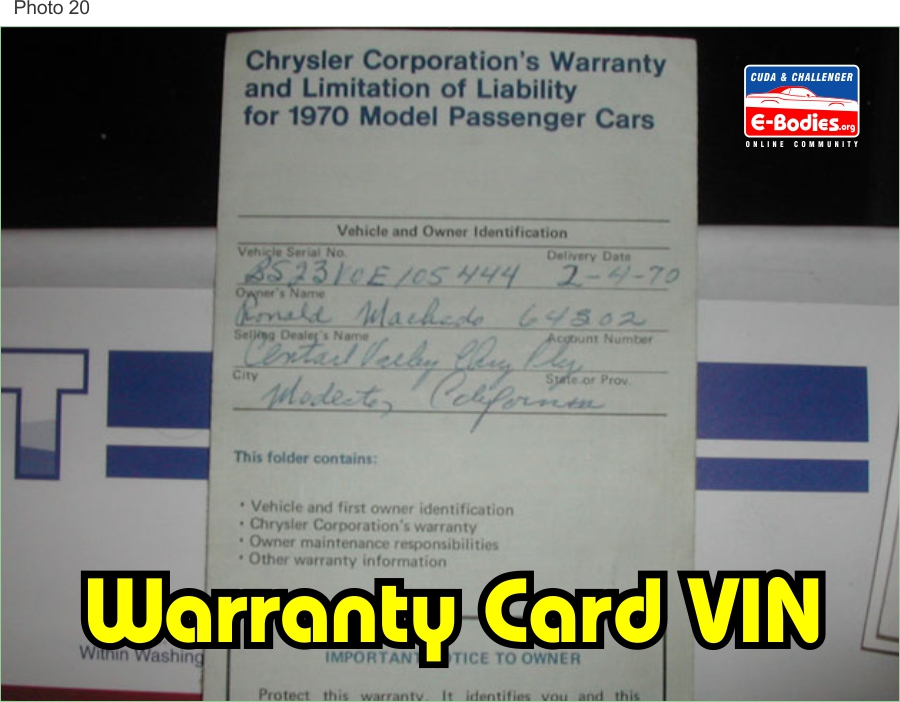 Photo 20
Chrysler Corporation's Warranty
and Limitation of Liability
for 1970 Model Passenger Cars
CUDA & CHALLENGER
E-Bodies.org
ONLINE COMMUNITY
Vehicle and Owner Identification
Vehicle Serial No. Delivery Date
BS23V0E105444 2-4-70
Owner's Name
Ronald Machado 64302
Selling Dealer's Name Account Number
Valley Ply
City State or Prov.
Modesto, California
T
This folder contains:
• Vehicle and first owner identification
• Chrysler Corporation's warranty
• Owner maintenance responsibilities
• Other warranty information
Warranty Card VIN
Within Washing
IMPORTANT OTICE TO OWNER
Protect this warranty. It identifies you and this